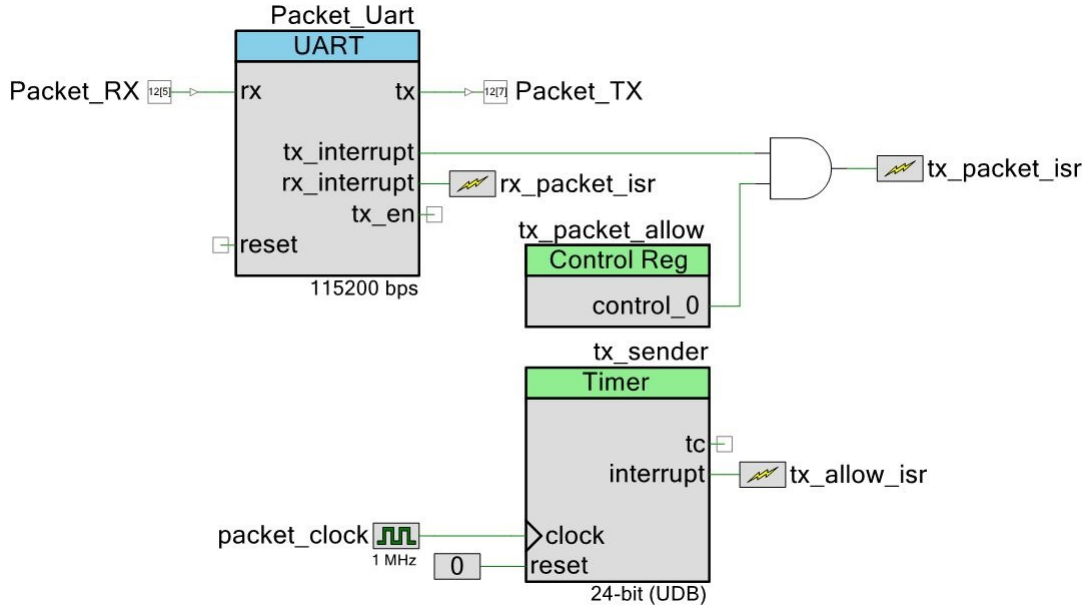 Packet_Uart
UART
Packet_RX 12[5] rx tx 12[7] Packet_TX
tx_interrupt tx_packet_isr
rx_interrupt rx_packet_isr
tx_en
tx_packet_allow
reset Control Reg
115200 bps
control_0
tx_sender
Timer
tc
interrupt tx_allow_isr
packet_clock clock
1 MHz
0 reset
24-bit (UDB)